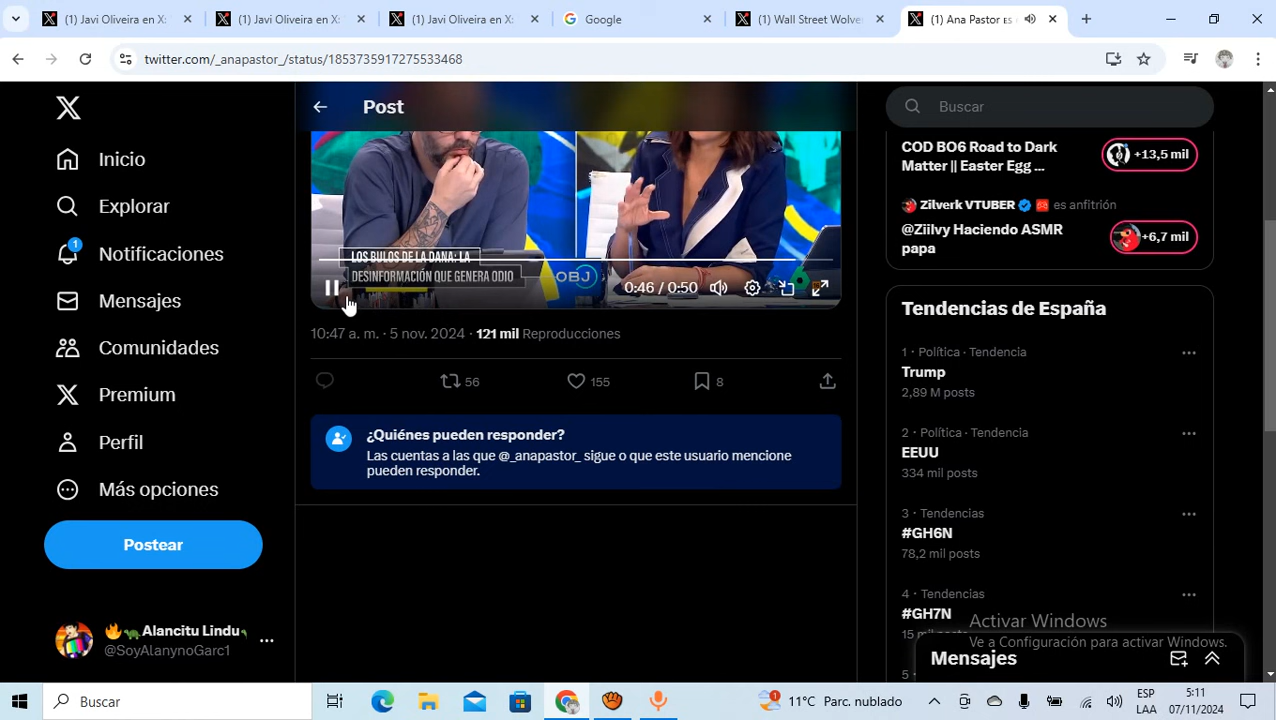 (1) Javi Oliveira en X:
(1) Javi Oliveira en X:
(1) Javi Oliveira en X:
Google
(1) Wall Street Wolve
(1) Ana Pastor es
twitter.com/_anapastor_/status/1853735917275533468
Post
Inicio
Explorar
1
Notificaciones
Mensajes
Comunidades
Premium
Perfil
Más opciones
Postear
Alancitu Lindu
@SoyAlanynoGarc1
LOS BULOS DE LA DANA: LA
DESINFORMACIÓN QUE GENERA ODIO
OBJ
6
0:46 / 0:50
10:47 a. m. · 5 nov. 2024 · 121 mil Reproducciones
56
155
8
¿Quiénes pueden responder?
Las cuentas a las que @_anapastor_ sigue o que este usuario mencione
pueden responder.
Buscar
COD BO6 Road to Dark
Matter || Easter Egg ...
+13,5 mil
Zilverk VTUBER es anfitrión
@Ziilvy Haciendo ASMR
papa
+6,7 mil
Tendencias de España
1 · Política · Tendencia
Trump
2,89 M posts
2 · Política · Tendencia
EEUU
334 mil posts
3 · Tendencias
#GH6N
78,2 mil posts
4 · Tendencias
#GH7N
15 mil posts
5 ·
Activar Windows
Ve a Configuración para activar Windows.
Mensajes
Buscar
11°C Parc. nublado
ESP
LAA
5:11
07/11/2024